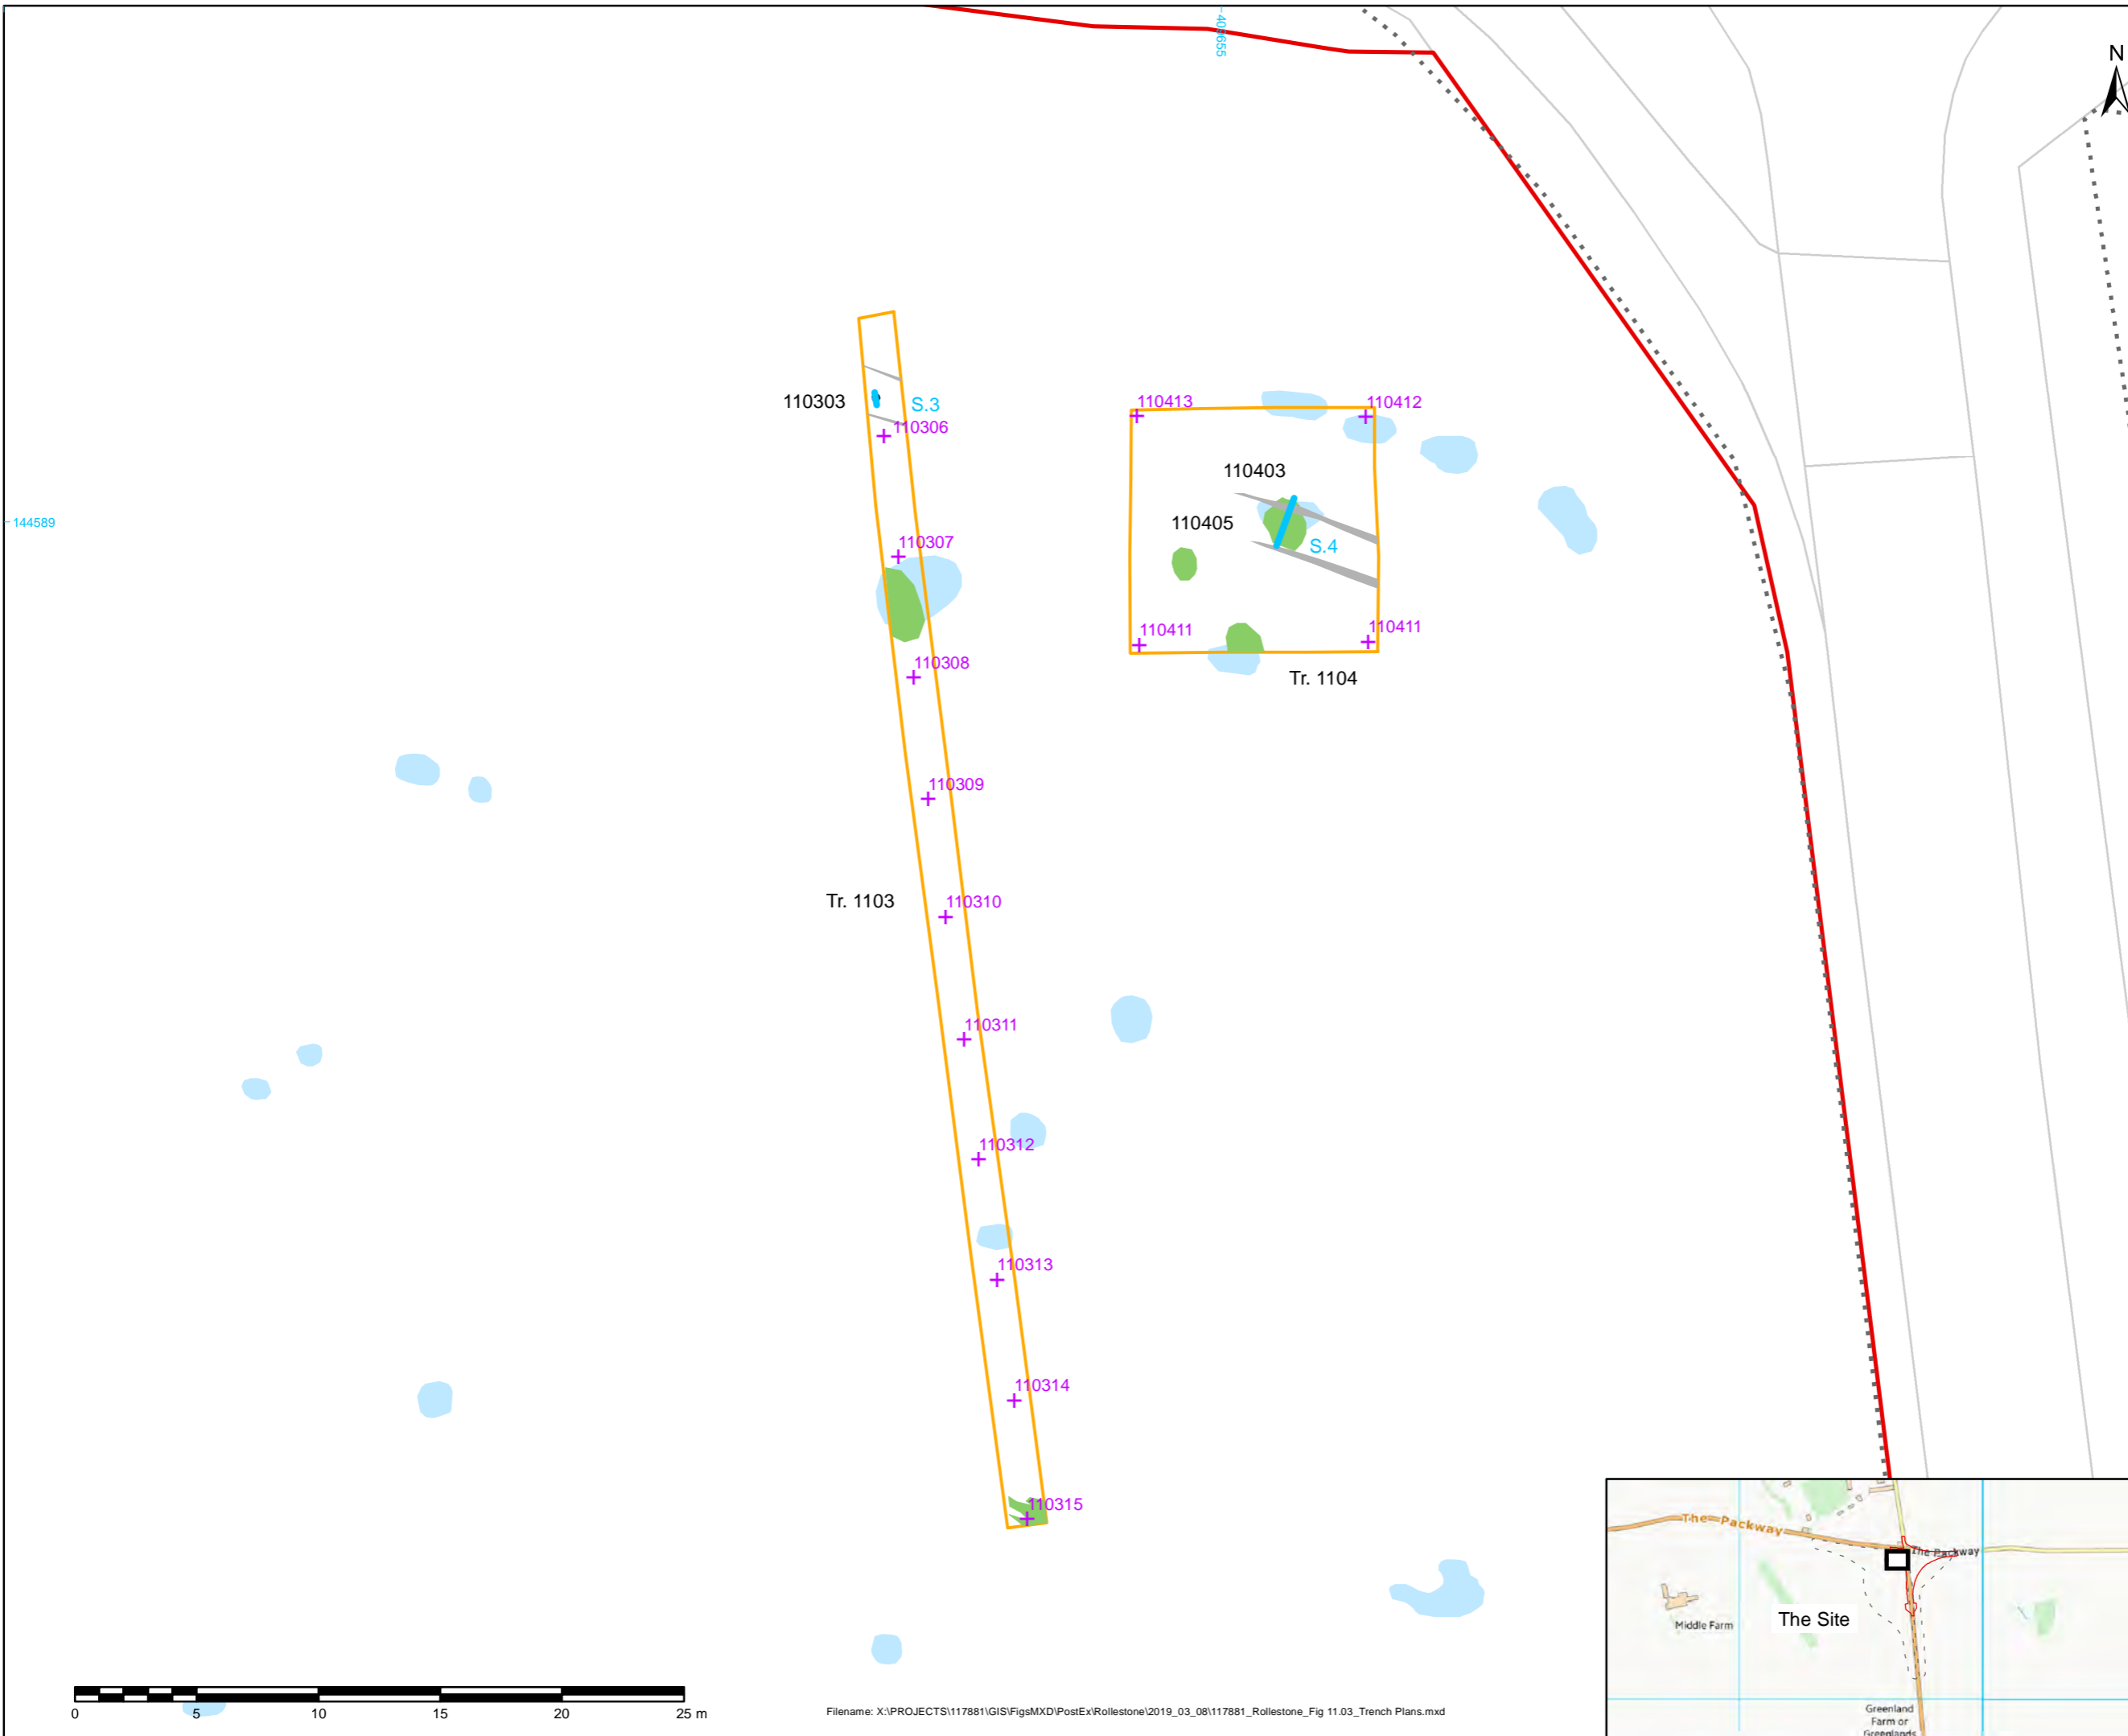 409655
N
110303
S.3
110306
110413
110412
110403
144589
110405
S.4
110307
110411
110411
110308
Tr. 1104
110309
Tr. 1103
110310
110311
110312
110313
110314
110315
The Packway
The Packway
Middle Farm
The Site
Greenland
Farm or
Greenlands
0 5 10 15 20 25 m
Filename: X:\PROJECTS\117881\GIS\FigsMXD\PostEx\Rollestone\2019_03_08\117881_Rollestone_Fig 11.03_Trench Plans.mxd